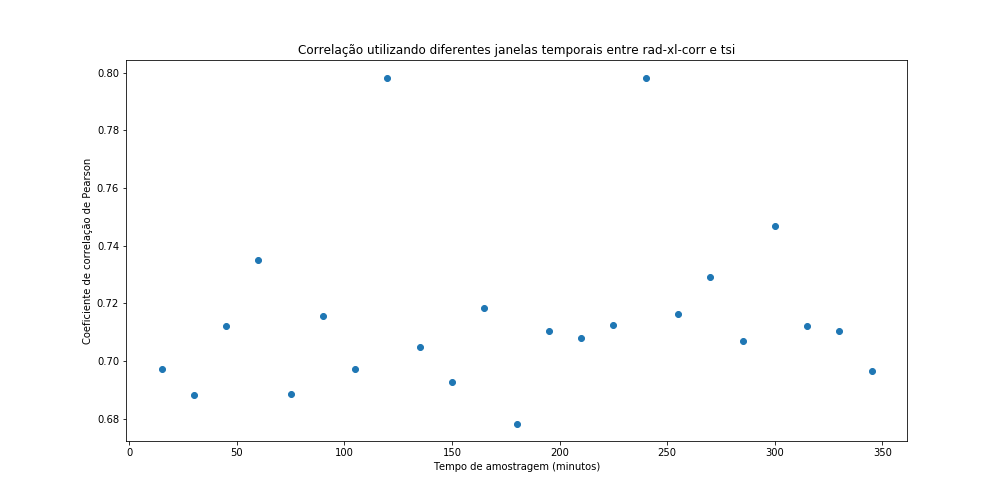 Correlação utilizando diferentes janelas temporais entre rad-xl-corr e tsi
0.80
0.78
0.76
0.74
0.72
0.70
0.68
Coeficiente de correlação de Pearson
0 50 100 150 200 250 300 350
Tempo de amostragem (minutos)